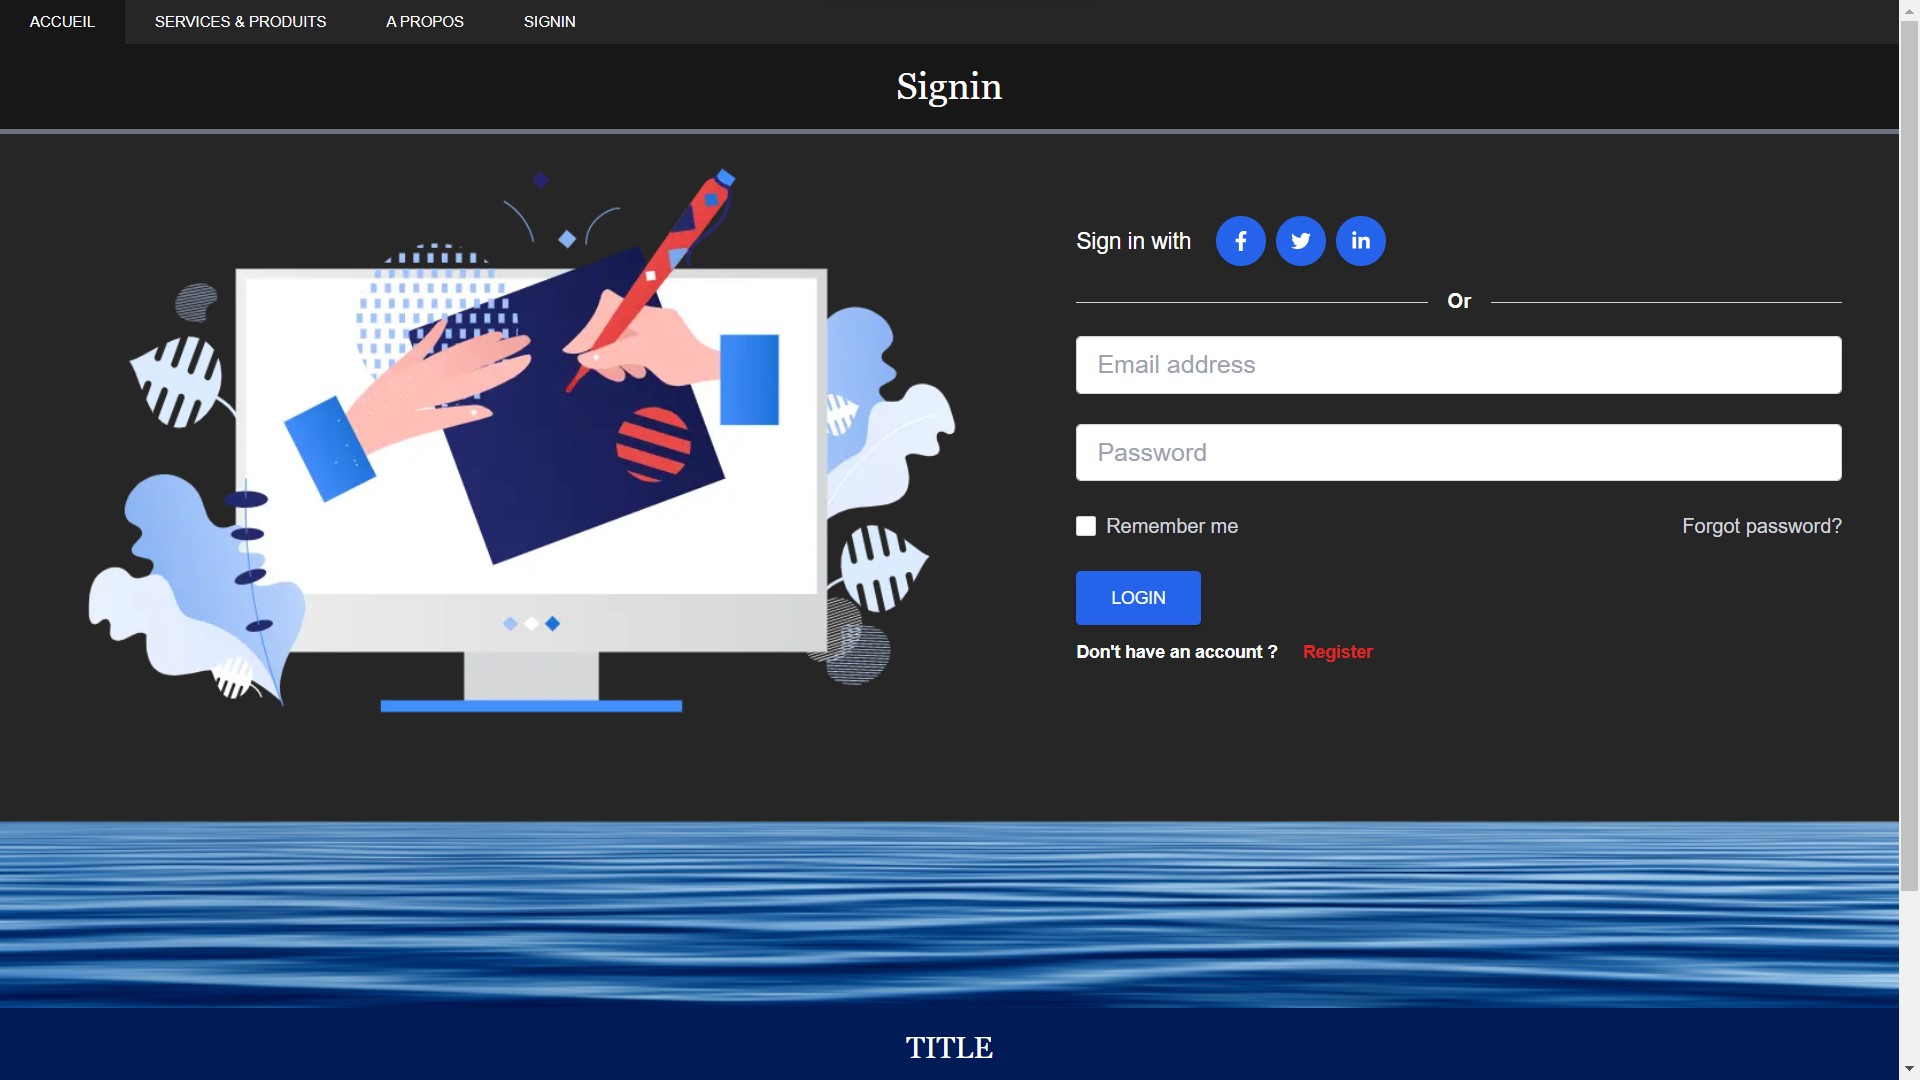 ACCUEIL SERVICES & PRODUITS A PROPOS SIGNIN
Signin
Sign in with
Or
Email address
Password
Remember me Forgot password?
LOGIN
Don't have an account ? Register
TITLE